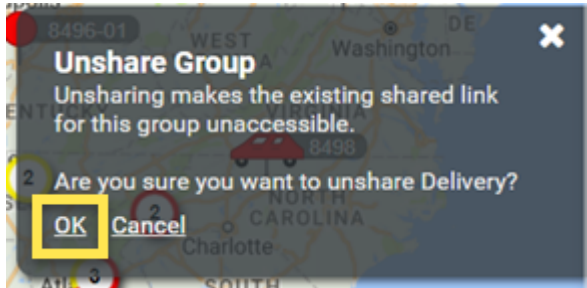 8496-01
WEST
DE
Washington
Unshare Group
Unsharing makes the existing shared link
for this group unaccessible.
KENTUCKY
VIRGINIA
8498
2
Are you sure you want to unshare Delivery?
NORTH
CAROLINA
OK Cancel
2
Charlotte
3
SOUTH